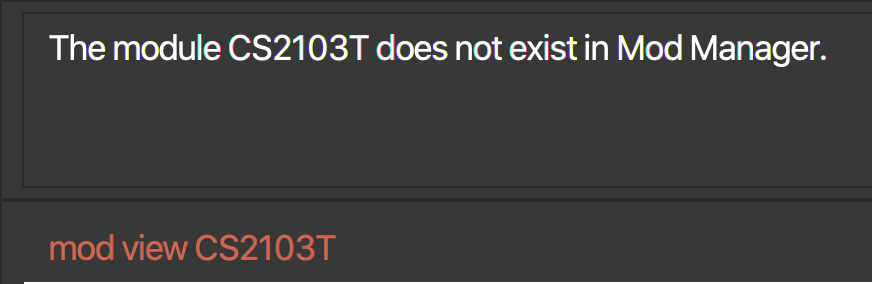 The module CS2103T does not exist in Mod Manager.
mod view CS2103T